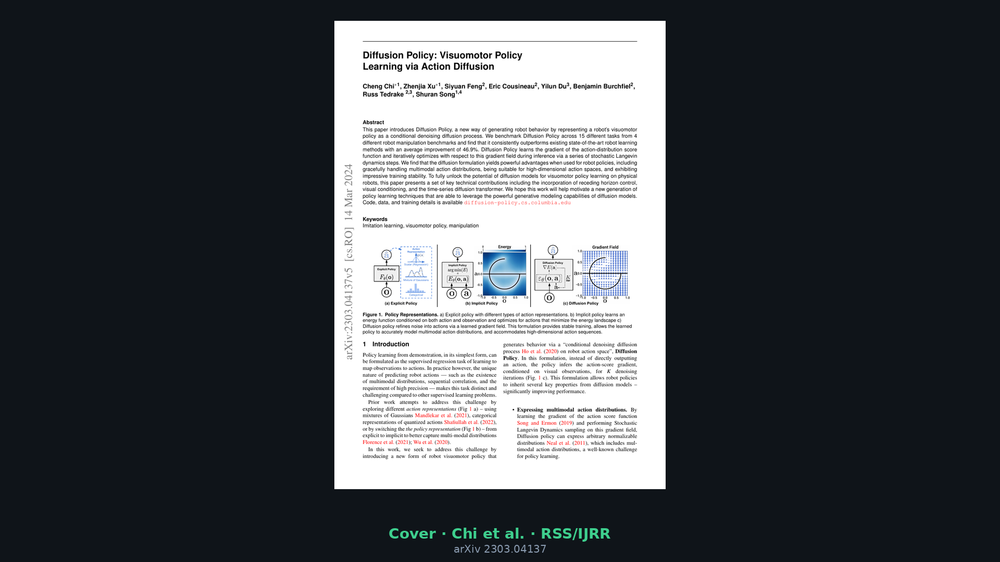 Diffusion Policy: Visuomotor Policy
Learning via Action Diffusion
Cheng Chi*1, Zhenjia Xu*1, Siyuan Feng2, Eric Cousineau2, Yilun Du3, Benjamin Burchfiel2,
Russ Tedrake 2,3, Shuran Song1,4
Abstract
This paper introduces Diffusion Policy, a new way of generating robot behavior by representing a robot's visuomotor
policy as a conditional denoising diffusion process. We benchmark Diffusion Policy across 15 different tasks from 4
different robot manipulation benchmarks and find that it consistently outperforms existing state-of-the-art robot learning
methods with an average improvement of 46.9%. Diffusion Policy learns the gradient of the action-distribution score
function and iteratively optimizes with respect to this gradient field during inference via a series of stochastic Langevin
dynamics steps. We find that the diffusion formulation yields powerful advantages when used for robot policies, including
gracefully handling multimodal action distributions, being suitable for high-dimensional action spaces, and exhibiting
impressive training stability. To fully unlock the potential of diffusion models for visuomotor policy learning on physical
robots, this paper presents a set of key technical contributions including the incorporation of receding horizon control,
visual conditioning, and the time-series diffusion transformer. We hope this work will help motivate a new generation of
policy learning techniques that are able to leverage the powerful generative modeling capabilities of diffusion models.
Code, data, and training details is available diffusion-policy.cs.columbia.edu
Keywords
Imitation learning, visuomotor policy, manipulation
arXiv:2303.04137v5 [cs.RO] 14 Mar 2024
â
Action
Representation
p(a)
Scalar (Regression)
Mixture of Gaussians
Categorical
Explicit Policy
Fθ(o)
o
(a) Explicit Policy
â
Implicit Policy
arg min(E)
a
Eθ(o, a)
o a
Energy
0 1
1.0
0.5
a 0.0
-0.5
-1.0
-1.0 -0.5 0.0 0.5 1.0
o
(b) Implicit Policy
â
Diffusion Policy
∇E(a)
εθ(o, a)
K
iter
a
o
Gradient Field
1.0
0.5
a 0.0
-0.5
-1.0
-1.0 -0.5 0.0 0.5 1.0
o
(c) Diffusion Policy
Figure 1. Policy Representations. a) Explicit policy with different types of action representations. b) Implicit policy learns an
energy function conditioned on both action and observation and optimizes for actions that minimize the energy landscape c)
Diffusion policy refines noise into actions via a learned gradient field. This formulation provides stable training, allows the learned
policy to accurately model multimodal action distributions, and accommodates high-dimensional action sequences.
1 Introduction
Policy learning from demonstration, in its simplest form, can
be formulated as the supervised regression task of learning to
map observations to actions. In practice however, the unique
nature of predicting robot actions — such as the existence
of multimodal distributions, sequential correlation, and the
requirement of high precision — makes this task distinct and
challenging compared to other supervised learning problems.
Prior work attempts to address this challenge by
exploring different action representations (Fig 1 a) – using
mixtures of Gaussians Mandlekar et al. (2021), categorical
representations of quantized actions Shafiullah et al. (2022),
or by switching the the policy representation (Fig 1 b) – from
explicit to implicit to better capture multi-modal distributions
Florence et al. (2021); Wu et al. (2020).
In this work, we seek to address this challenge by
introducing a new form of robot visuomotor policy that
generates behavior via a “conditional denoising diffusion
process Ho et al. (2020) on robot action space”, Diffusion
Policy. In this formulation, instead of directly outputting
an action, the policy infers the action-score gradient,
conditioned on visual observations, for K denoising
iterations (Fig. 1 c). This formulation allows robot policies
to inherit several key properties from diffusion models –
significantly improving performance.
• Expressing multimodal action distributions. By
learning the gradient of the action score function
Song and Ermon (2019) and performing Stochastic
Langevin Dynamics sampling on this gradient field,
Diffusion policy can express arbitrary normalizable
distributions Neal et al. (2011), which includes mul-
timodal action distributions, a well-known challenge
for policy learning.
Cover · Chi et al. · RSS/IJRR
arXiv 2303.04137